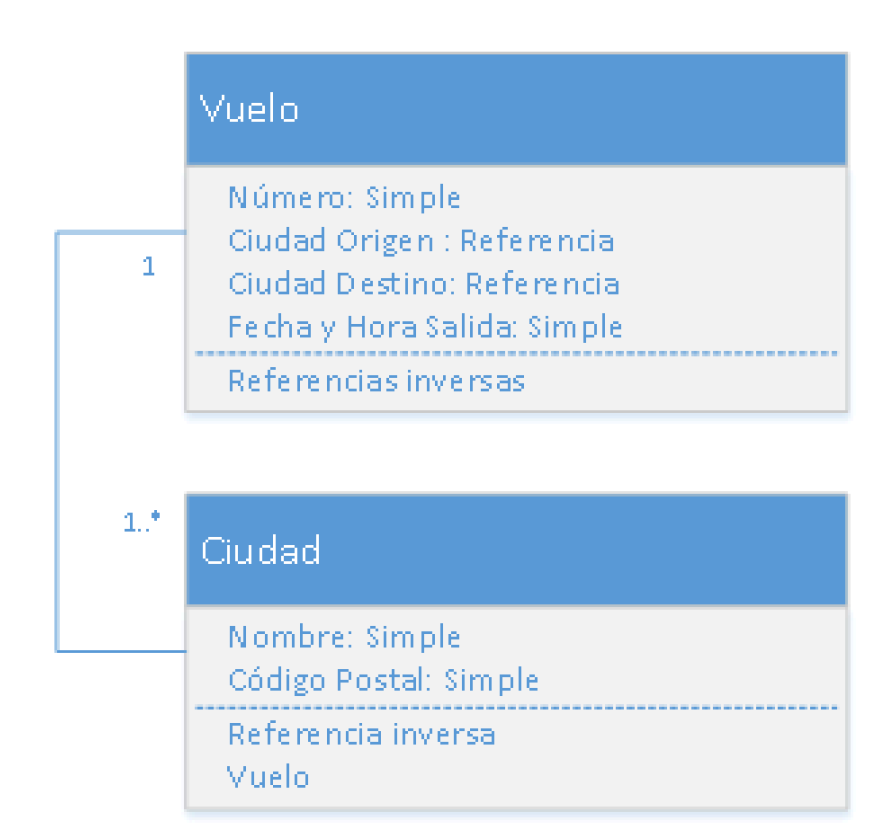 Vuelo
Número: Simple
Ciudad Origen : Referencia
1
Ciudad Destino: Referencia
Fecha y Hora Salida: Simple
Referencias inversas
1..*
Ciudad
Nombre: Simple
Código Postal: Simple
Referencia inversa
Vuelo